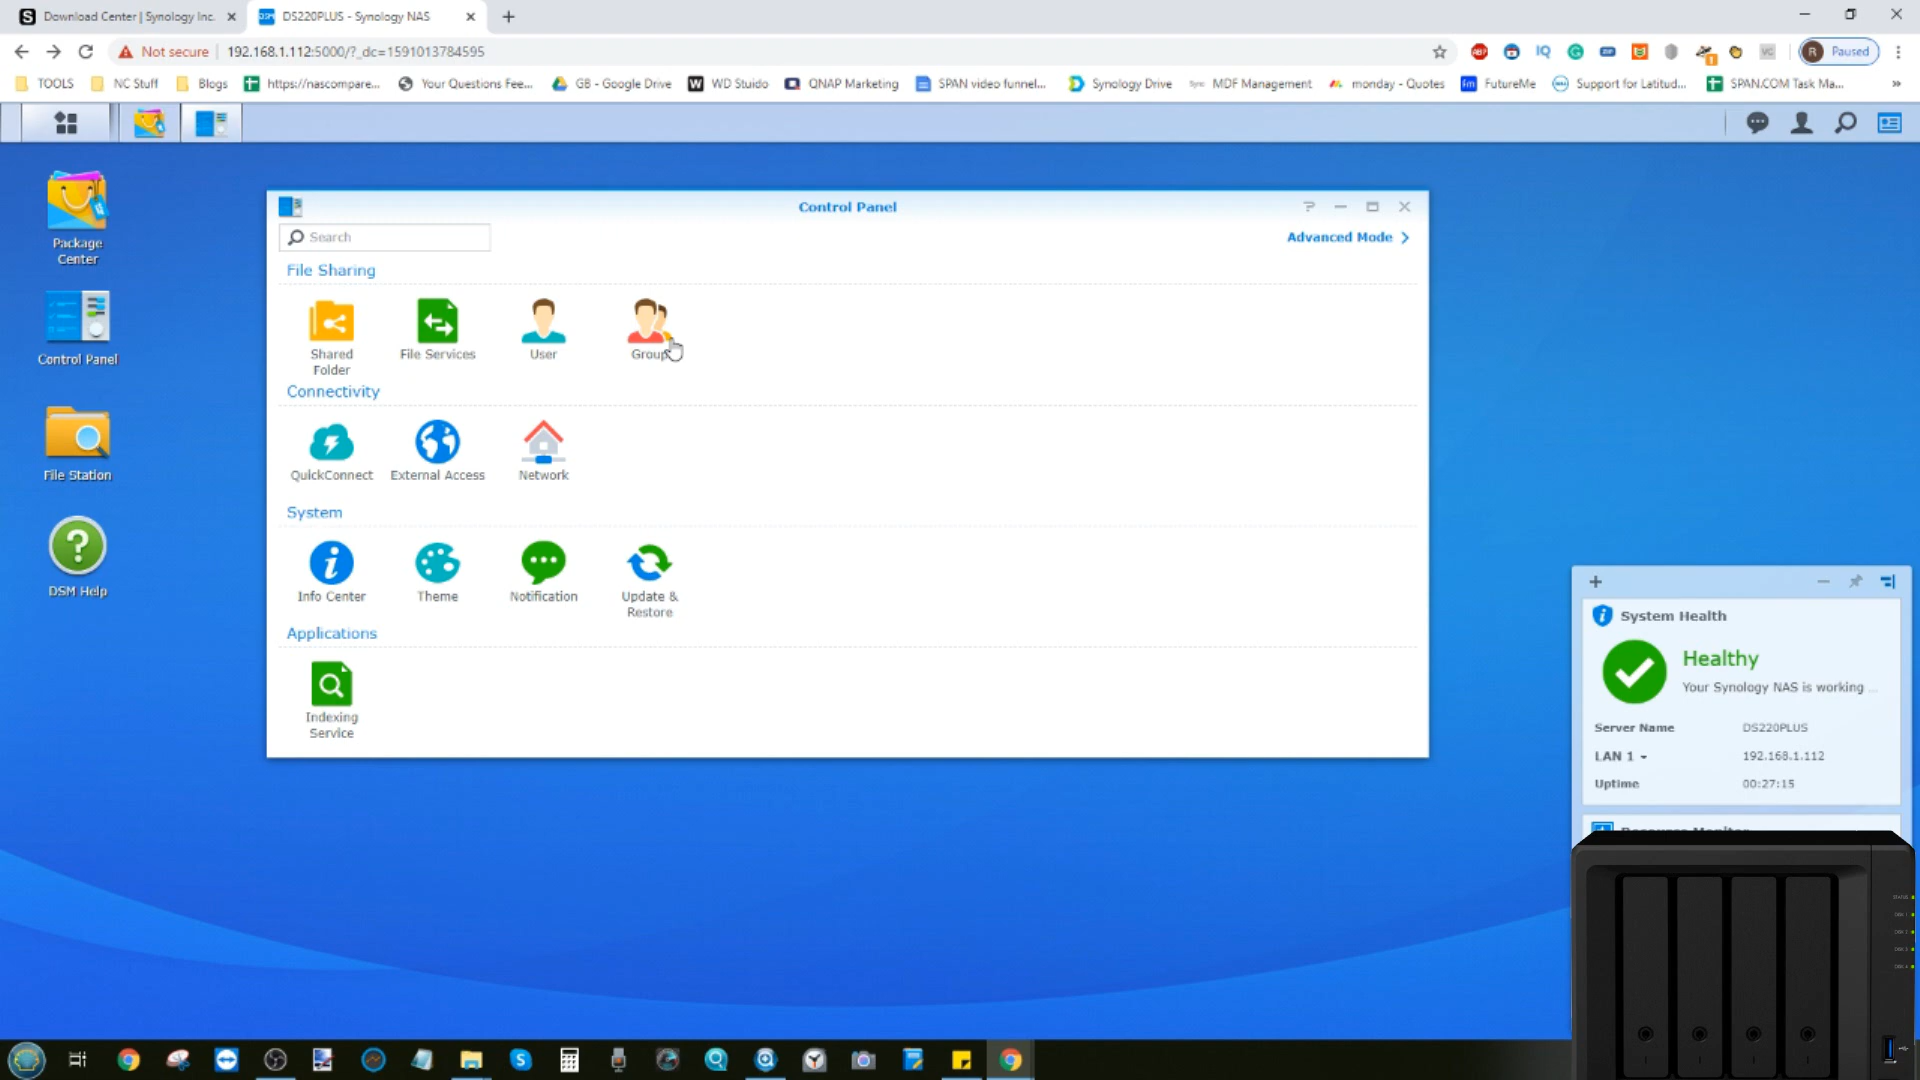 Download Center | Synology Inc.
DS220PLUS - Synology NAS
Not secure
192.168.1.112:5000/?_dc=1591013784595
Paused
TOOLS
NC Stuff
Blogs
https://nascompare...
Your Questions Fee...
GB - Google Drive
WD Stuido
QNAP Marketing
SPAN video funnel...
Synology Drive
MDF Management
monday - Quotes
FutureMe
Support for Latitud...
SPAN.COM Task Ma...
Package
Center
Control Panel
File Station
DSM Help
Control Panel
Search
Advanced Mode
File Sharing
Shared
Folder
File Services
User
Group
Connectivity
QuickConnect
External Access
Network
System
Info Center
Theme
Notification
Update &
Restore
Applications
Indexing
Service
System Health
Healthy
Your Synology NAS is working ...
Server Name
DS220PLUS
LAN 1
192.168.1.112
Uptime
00:27:15